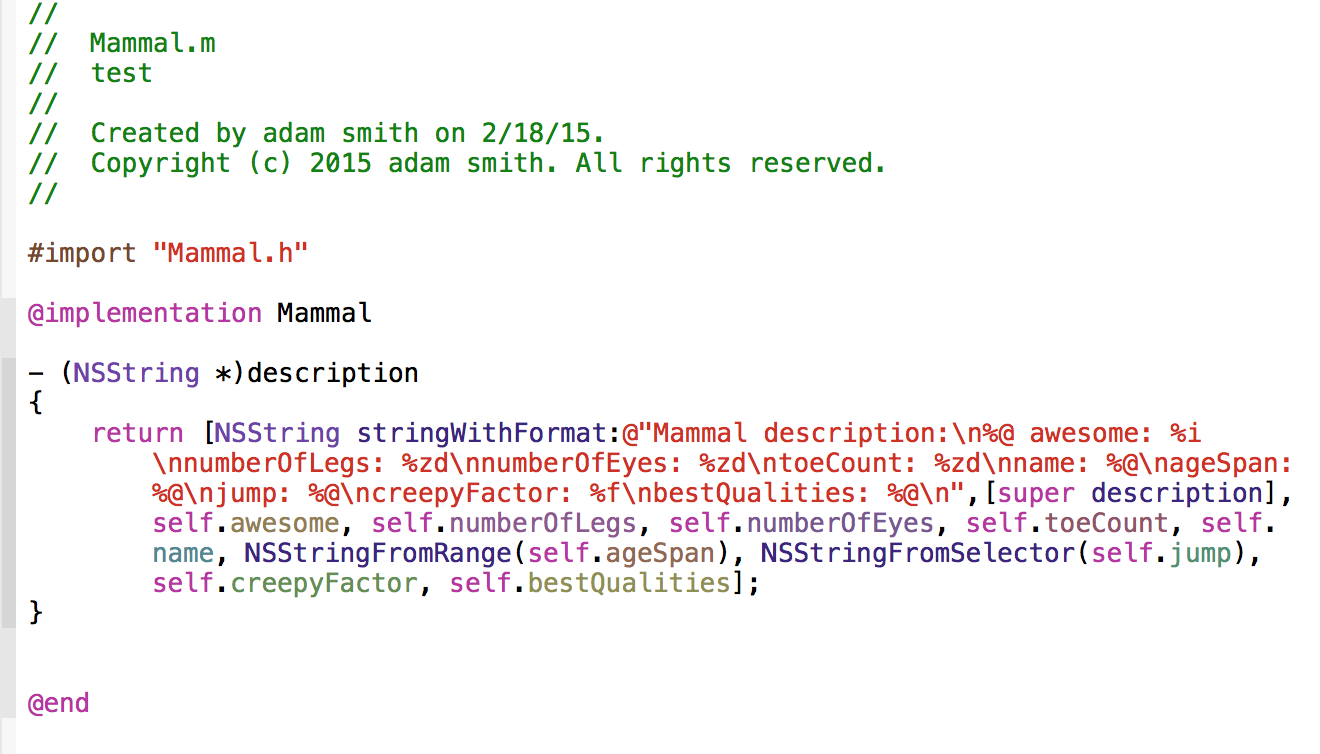 //
//  Mammal.m
//  test
//
//  Created by adam smith on 2/18/15.
//  Copyright (c) 2015 adam smith. All rights reserved.
//
#import "Mammal.h"
@implementation Mammal
- (NSString *)description
{
    return [NSString stringWithFormat:@"Mammal description:\n%@ awesome: %i
        \nnumberOfLegs: %zd\nnumberOfEyes: %zd\ntoeCount: %zd\nname: %@\nageSpan:
        %@\njump: %@\ncreepyFactor: %f\nbestQualities: %@\n",[super description],
        self.awesome, self.numberOfLegs, self.numberOfEyes, self.toeCount, self.
        name, NSStringFromRange(self.ageSpan), NSStringFromSelector(self.jump),
        self.creepyFactor, self.bestQualities];
}
@end